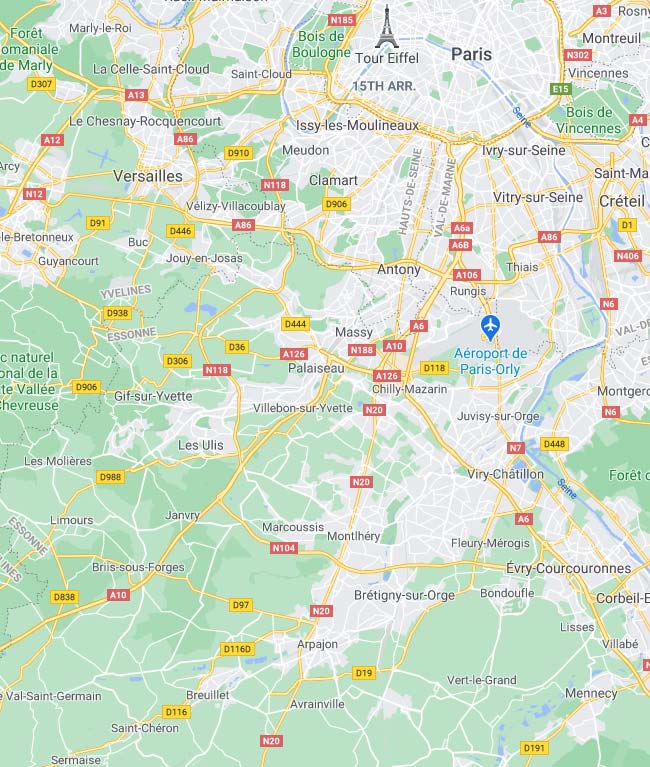 Marly-le-Roi
N185
A3
Rosny
Forêt
domaniale
de Marly
Bois de
Boulogne
Tour Eiffel
Paris
Montreuil
N302
La Celle-Saint-Cloud
Saint-Cloud
Vincennes
D307
15TH ARR.
E15
A13
Seine
Bois de
Vincennes
Le Chesnay-Rocquencourt
Issy-les-Moulineaux
A4
A12
A86
D910
Meudon
Ivry-sur-Seine
Arcy
Versailles
N118
Clamart
HAUTS-DE-SEINE
VAL-DE-MARNE
Saint-Ma
N12
Vélizy-Villacoublay
D906
Vitry-sur-Seine
Créteil
D91
D446
A86
A6a
D1
-le-Bretonneux
Buc
A6B
A86
Guyancourt
Jouy-en-Josas
Antony
A106
Thiais
N406
YVELINES
Rungis
N6
D938
ESSONNE
D444
Massy
A6
VAL-DE-
ESSON
Aéroport de
Paris-Orly
D306
D36
A126
N188
A10
c naturel
onal de la
te Vallée
Chevreuse
N118
Palaiseau
A126
D118
D906
Gif-sur-Yvette
Chilly-Mazarin
Montgero
Villebon-sur-Yvette
N20
Juvisy-sur-Orge
N6
Les Ulis
N7
D448
Les Molières
D988
Viry-Châtillon
Forêt d
N20
Seine
Limours
Janvry
A6
ESSONNE
YVELINES
Marcoussis
Montlhéry
N104
Fleury-Mérogis
Briis-sous-Forges
Évry-Courcouronnes
D838
A10
Brétigny-sur-Orge
Bondoufle
Corbeil-E
D97
N20
Lisses
D116D
Arpajon
Villabé
D19
Vert-le-Grand
N
Le Val-Saint-Germain
Breuillet
Mennecy
D116
Avrainville
Saint-Chéron
N20
D191
Sermaise